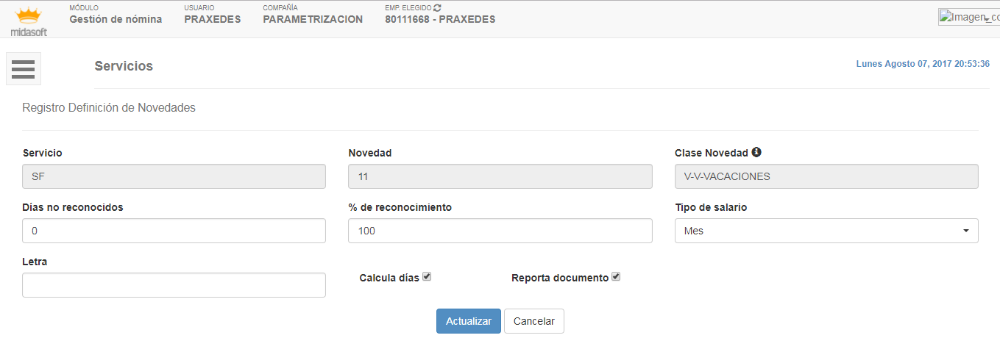 midasoft
MÓDULO
Gestión de nómina
USUARIO
PRAXEDES
COMPAÑÍA
PARAMETRIZACION
EMP. ELEGIDO
80111668 - PRAXEDES
Imagen_co
Servicios
Lunes Agosto 07, 2017 20:53:36
Registro Definición de Novedades
Servicio
Novedad
Clase Novedad
SF
11
V-V-VACACIONES
Días no reconocidos
% de reconocimiento
Tipo de salario
0
100
Mes
Letra
Calcula días
Reporta documento
Actualizar
Cancelar